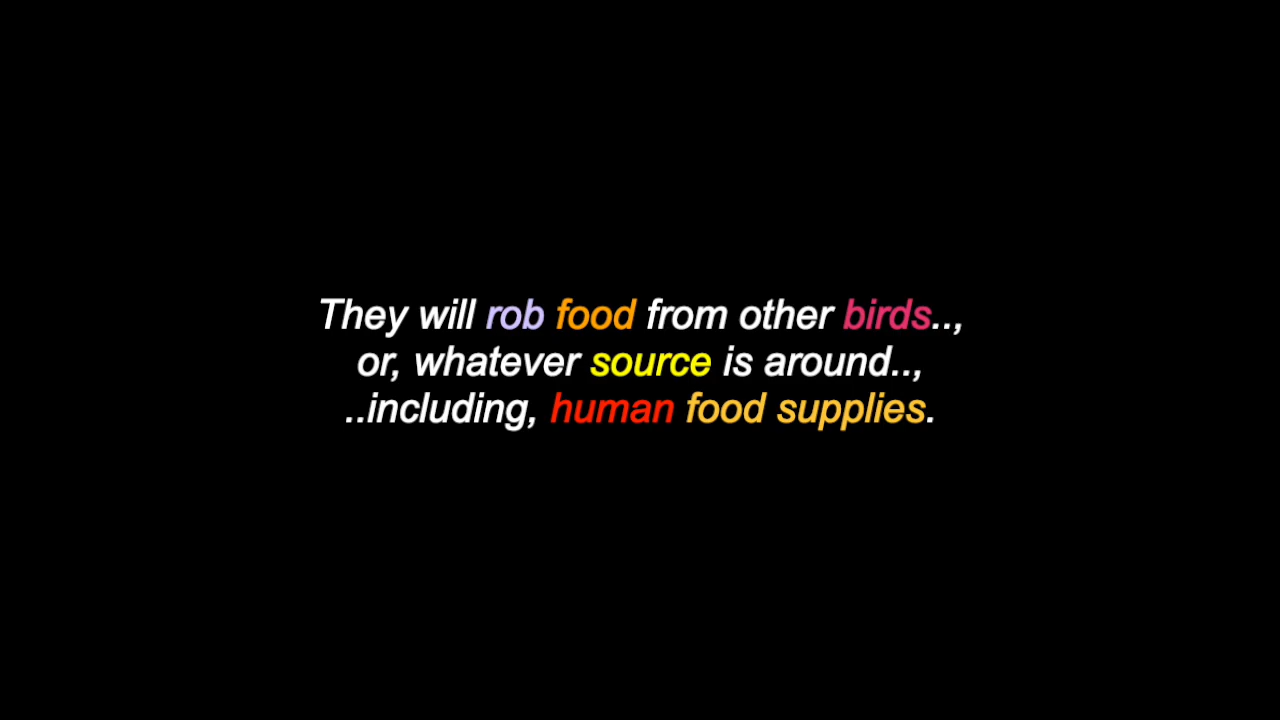 They will rob food from other birds..,
or, whatever source is around..,
..including, human food supplies.